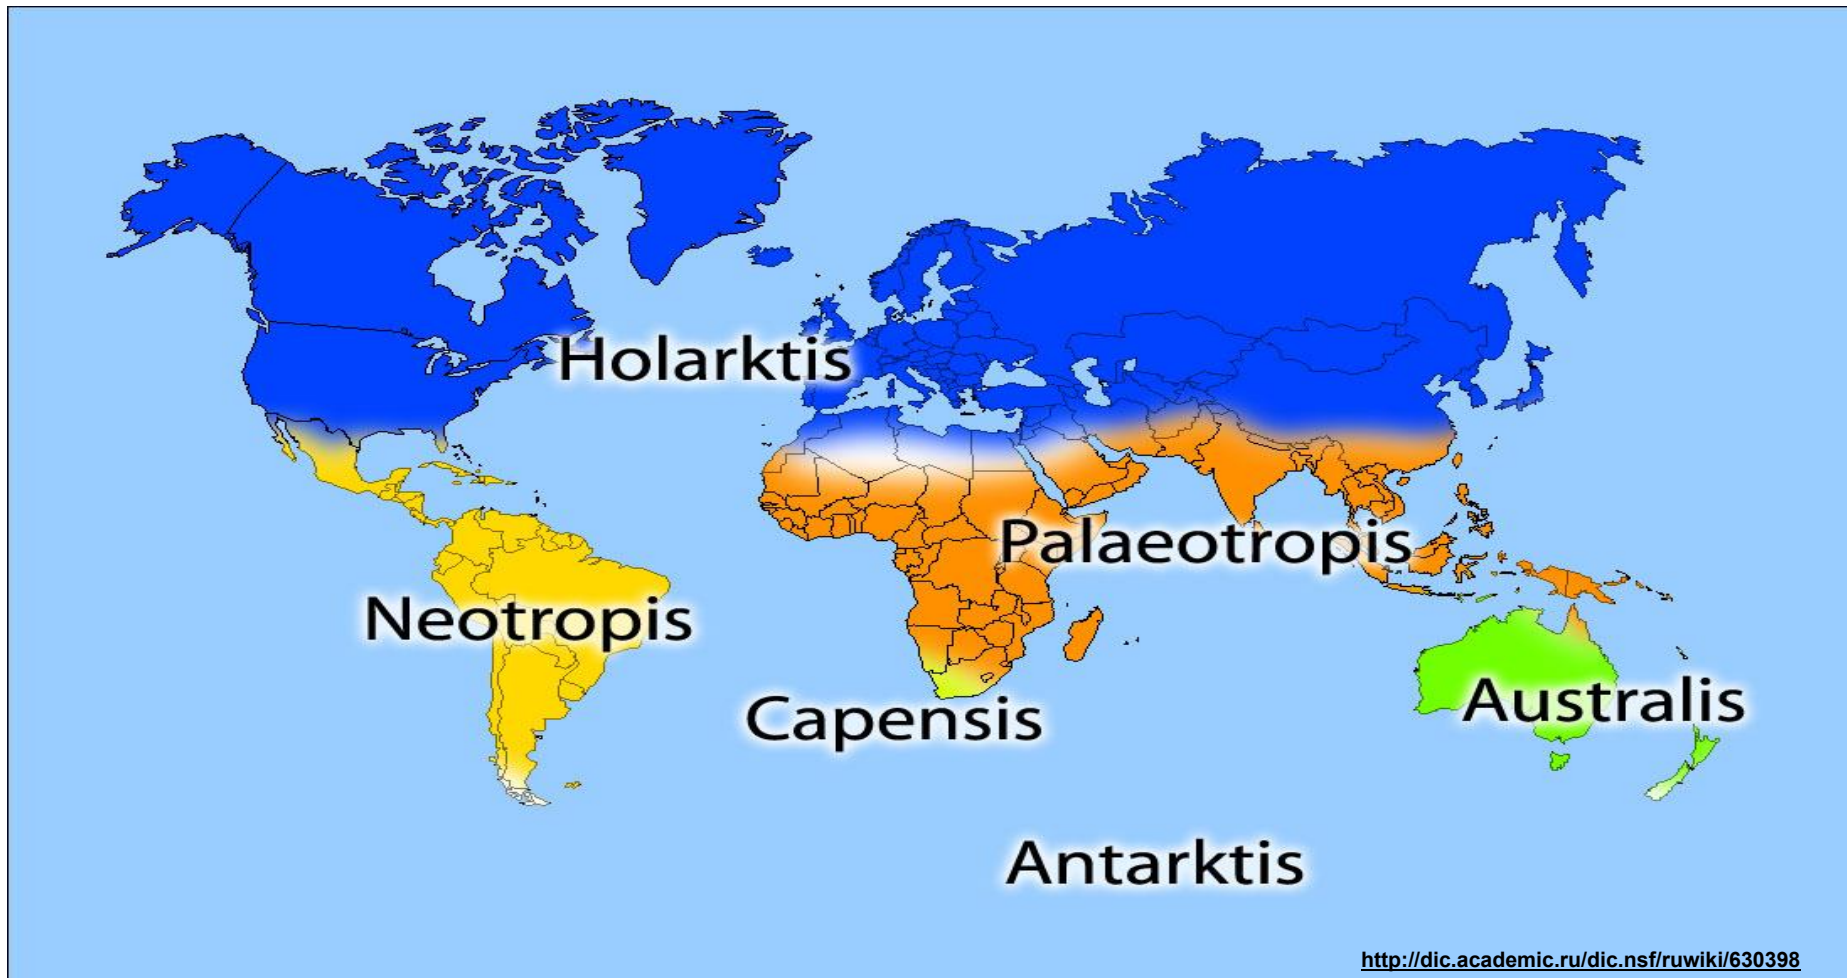 Holarktis
Palaeotropis
Neotropis
Capensis
Australis
Antarktis
http://dic.academic.ru/dic.nsf/ruwiki/630398